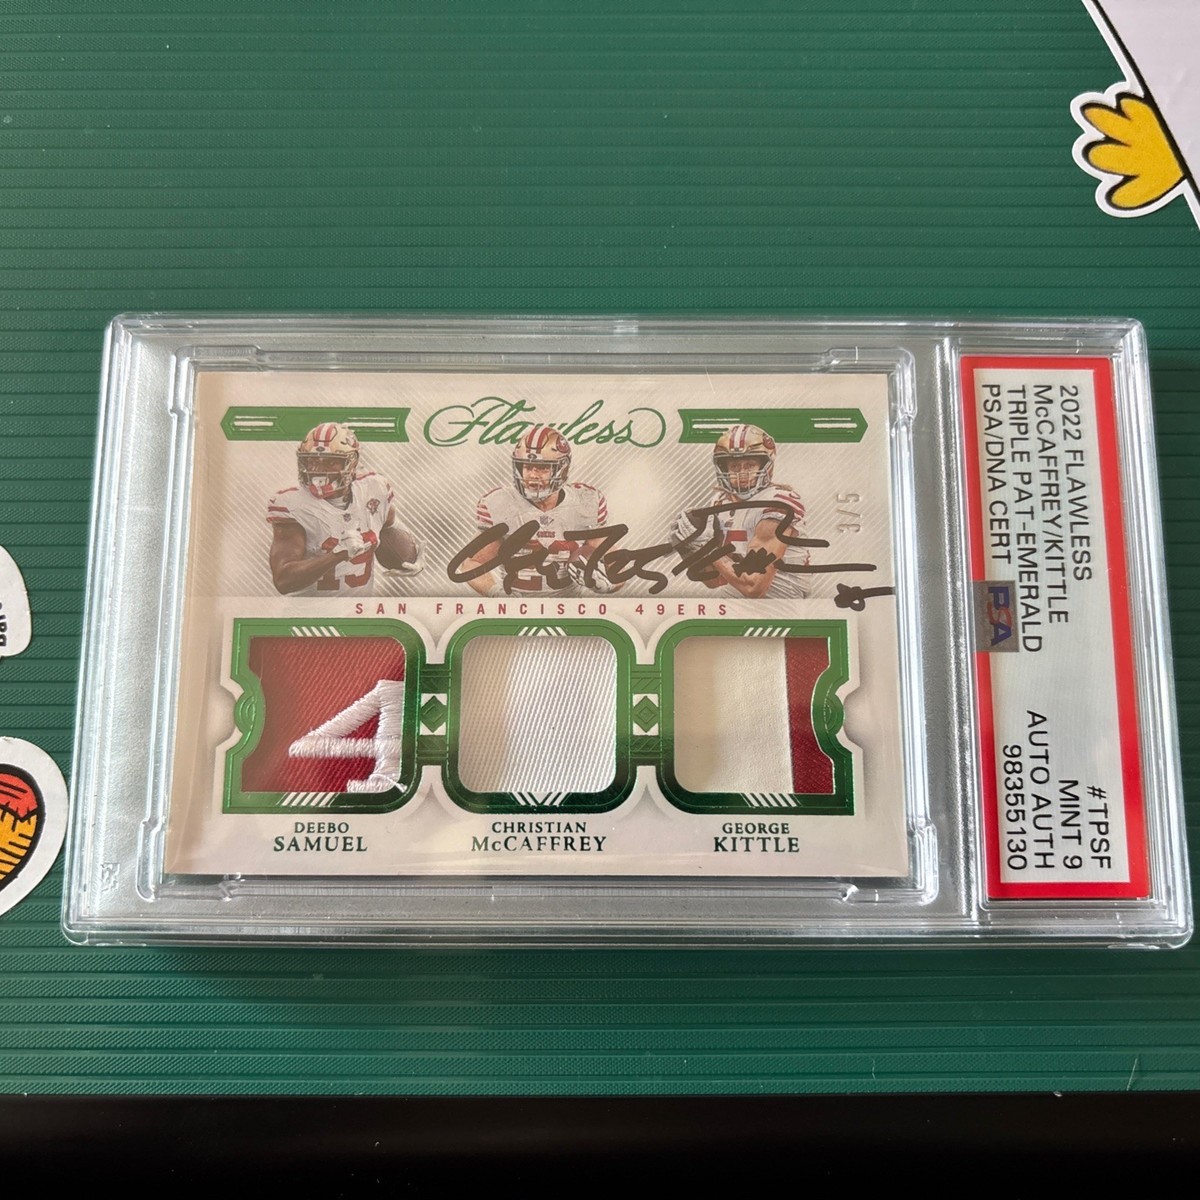 Flawless
3/5
SAN FRANCISCO 49ERS
DEEBO
SAMUEL
CHRISTIAN
McCAFFREY
GEORGE
KITTLE
2022 FLAWLESS #TPSF
McCAFFREY/KITTLE MINT 9
TRIPLE PAT-EMERALD AUTO AUTH
PSA/DNA CERT 98355130
PSA